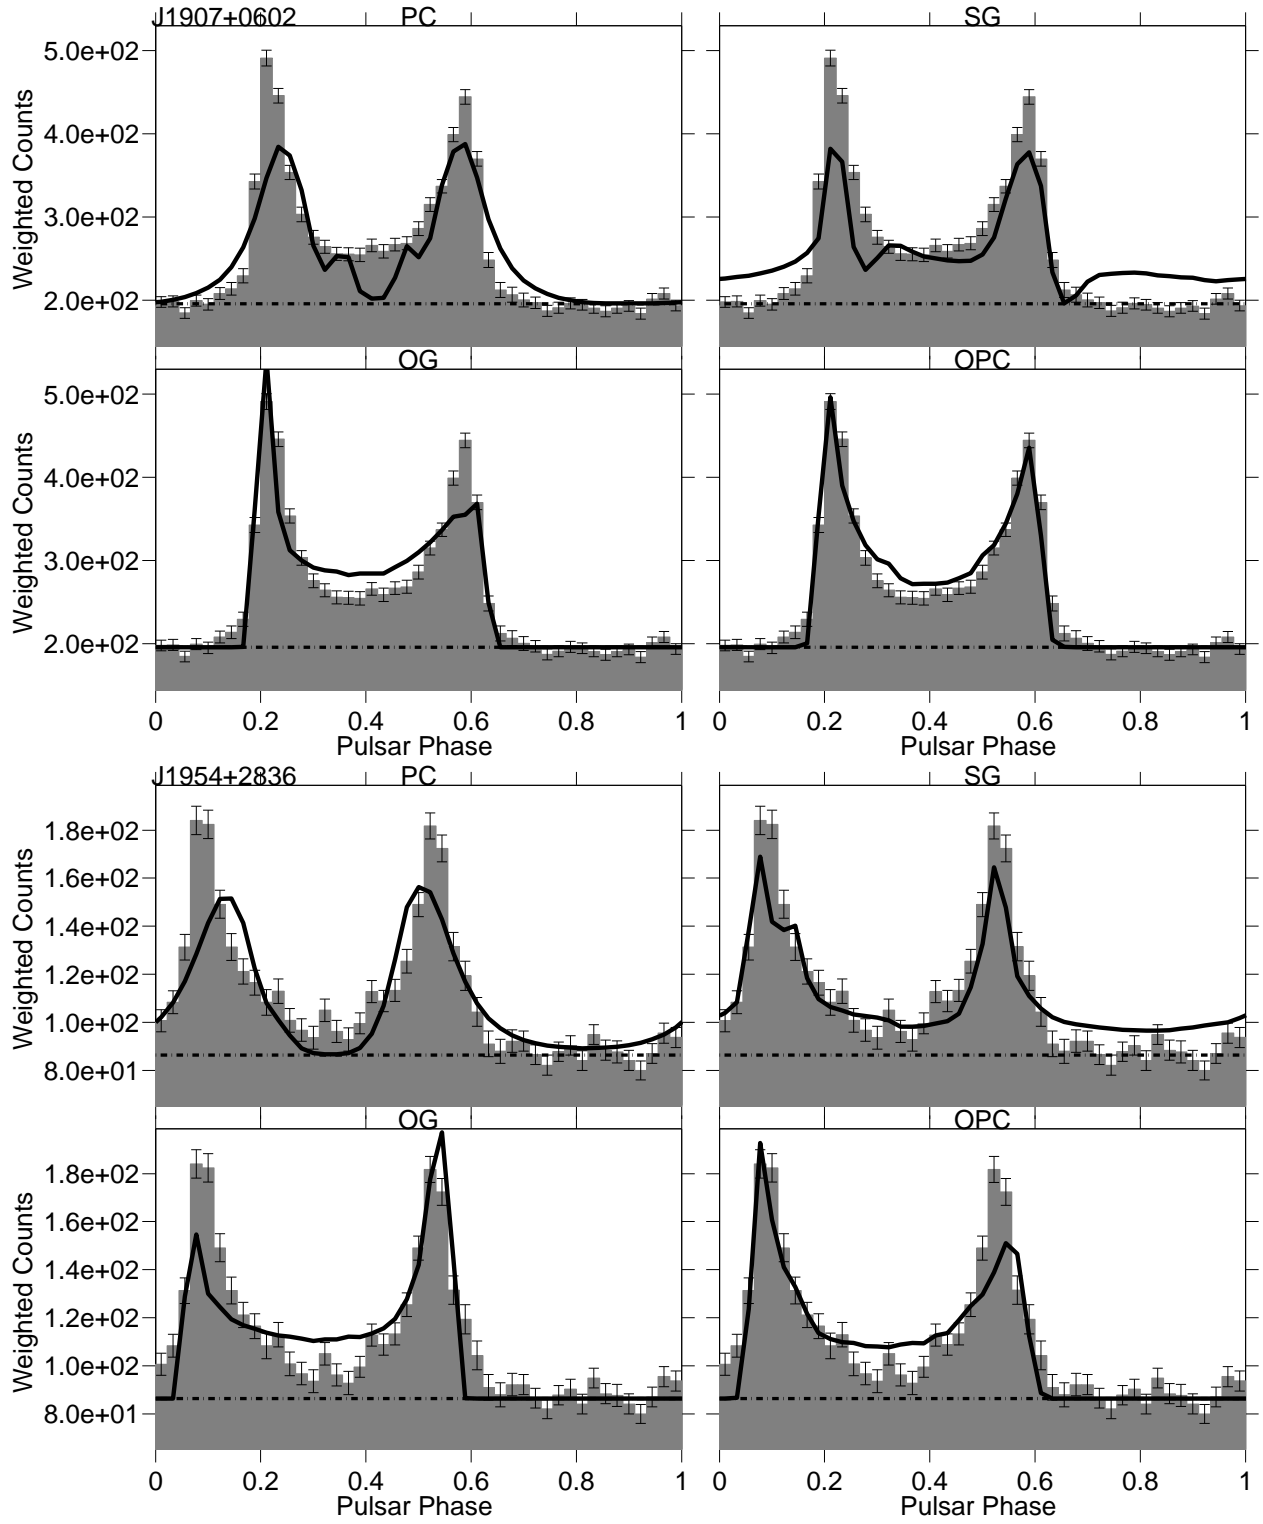 J1907+0602 PC SG
5.0e+02
4.0e+02
3.0e+02
2.0e+02
Weighted Counts
OG OPC
5.0e+02
4.0e+02
3.0e+02
2.0e+02
Weighted Counts
0 0.2 0.4 0.6 0.8 1 0 0.2 0.4 0.6 0.8 1
Pulsar Phase Pulsar Phase
J1954+2836 PC SG
1.8e+02
1.6e+02
1.4e+02
1.2e+02
1.0e+02
8.0e+01
Weighted Counts
OG OPC
1.8e+02
1.6e+02
1.4e+02
1.2e+02
1.0e+02
8.0e+01
Weighted Counts
0 0.2 0.4 0.6 0.8 1 0 0.2 0.4 0.6 0.8 1
Pulsar Phase Pulsar Phase